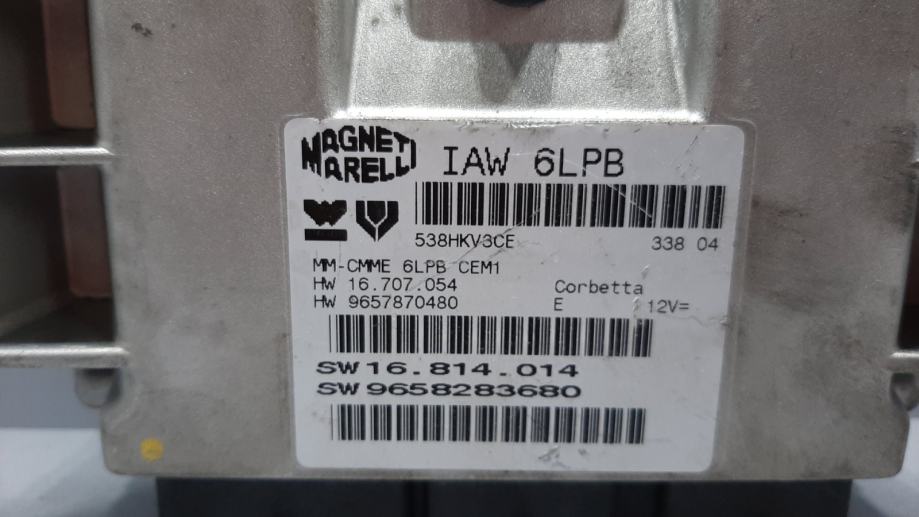 MAGNETI
MARELLI
IAW 6LPB
538HKV3CE 338 04
MM-CMME 6LPB CEM1
HW 16.707.054 Corbetta
HW 9657870480 E 12V=
SW16.814.014
SW9658283680